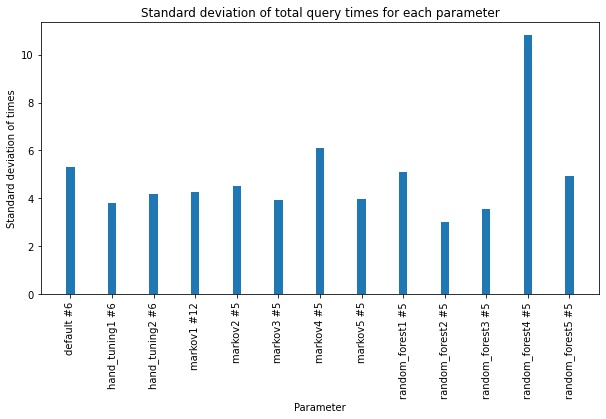 Standard deviation of total query times for each parameter
Standard deviation of times
10
8
6
4
2
0
default #6
hand_tuning1 #6
hand_tuning2 #6
markov1 #12
markov2 #5
markov3 #5
markov4 #5
markov5 #5
random_forest1 #5
random_forest2 #5
random_forest3 #5
random_forest4 #5
random_forest5 #5
Parameter